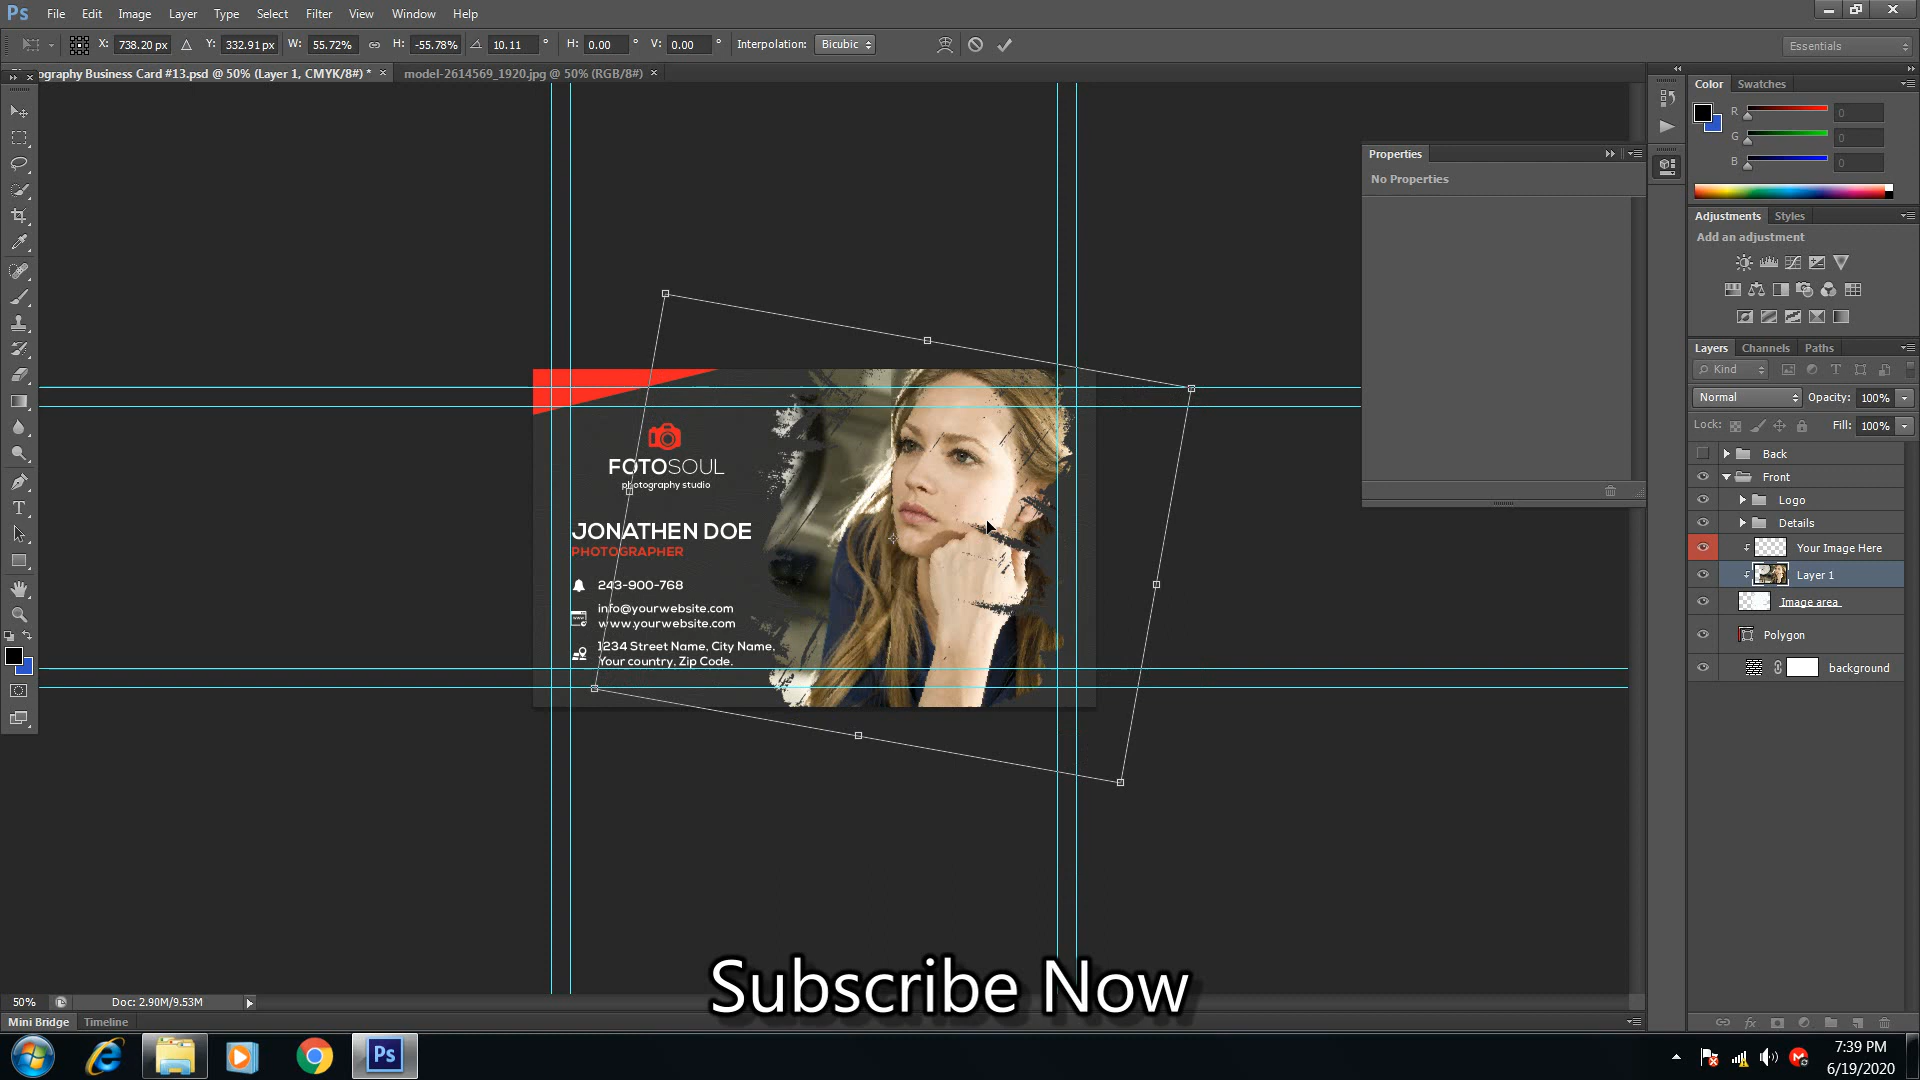 Ps File Edit Image Layer Type Select Filter View Window Help
X: 738.20 px Y: 332.91 px W: 55.72% H: -55.78% 10.11 ° H: 0.00 ° V: 0.00 ° Interpolation: Bicubic Essentials
ography Business Card #13.psd @ 50% (Layer 1, CMYK/8#) * × model-2614569_1920.jpg @ 50% (RGB/8#) ×
Color Swatches
R 0
G 0
B 0
Properties
No Properties
Adjustments Styles
Add an adjustment
Layers Channels Paths
Kind
Normal Opacity: 100%
Lock: Fill: 100%
Back
Front
Logo
Details
Your Image Here
Layer 1
Image area
Polygon
background
FOTOSOUL
photography studio
JONATHEN DOE
PHOTOGRAPHER
243-900-768
info@yourwebsite.com
www.yourwebsite.com
1234 Street Name, City Name,
Your country, Zip Code.
Subscribe Now
50% Doc: 2.90M/9.53M
Mini Bridge Timeline
Ps
7:39 PM
6/19/2020